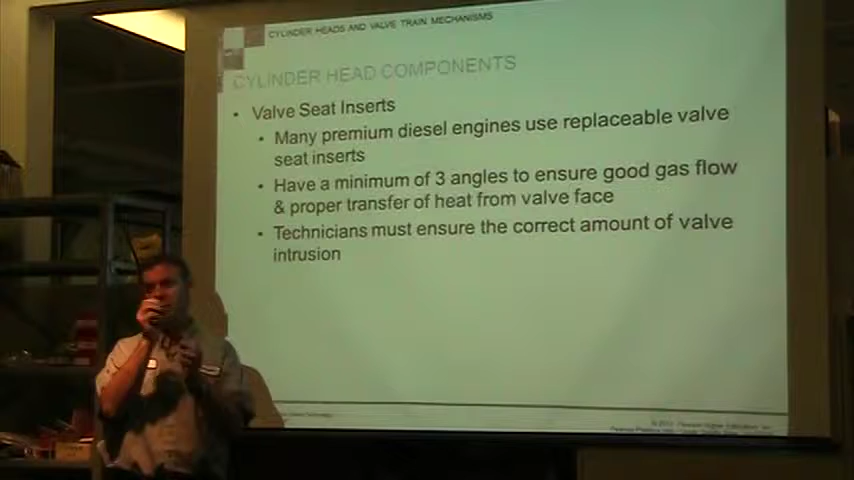 CYLINDER HEADS AND VALVE TRAIN MECHANISMS
CYLINDER HEAD COMPONENTS
• Valve Seat Inserts
• Many premium diesel engines use replaceable valve
seat inserts
• Have a minimum of 3 angles to ensure good gas flow
& proper transfer of heat from valve face
• Technicians must ensure the correct amount of valve
intrusion